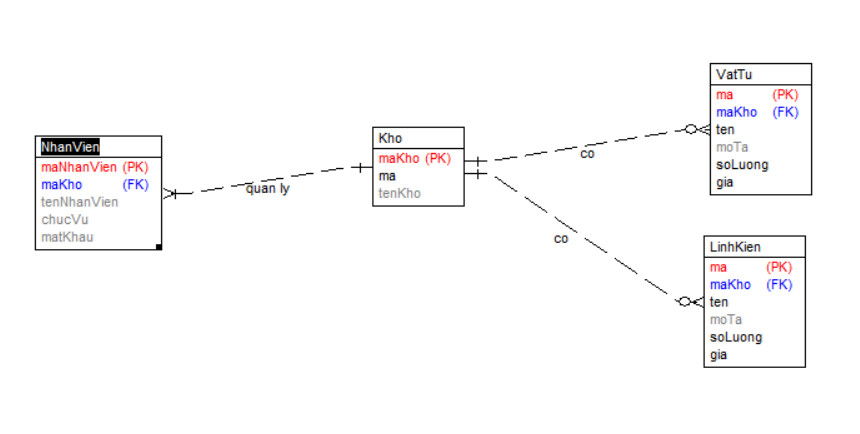 NhanVien
maNhanVien (PK)
maKho (FK)
tenNhanVien
chucVu
matKhau
quan ly
Kho
maKho (PK)
ma
tenKho
co
co
VatTu
ma (PK)
maKho (FK)
ten
moTa
soLuong
gia
LinhKien
ma (PK)
maKho (FK)
ten
moTa
soLuong
gia